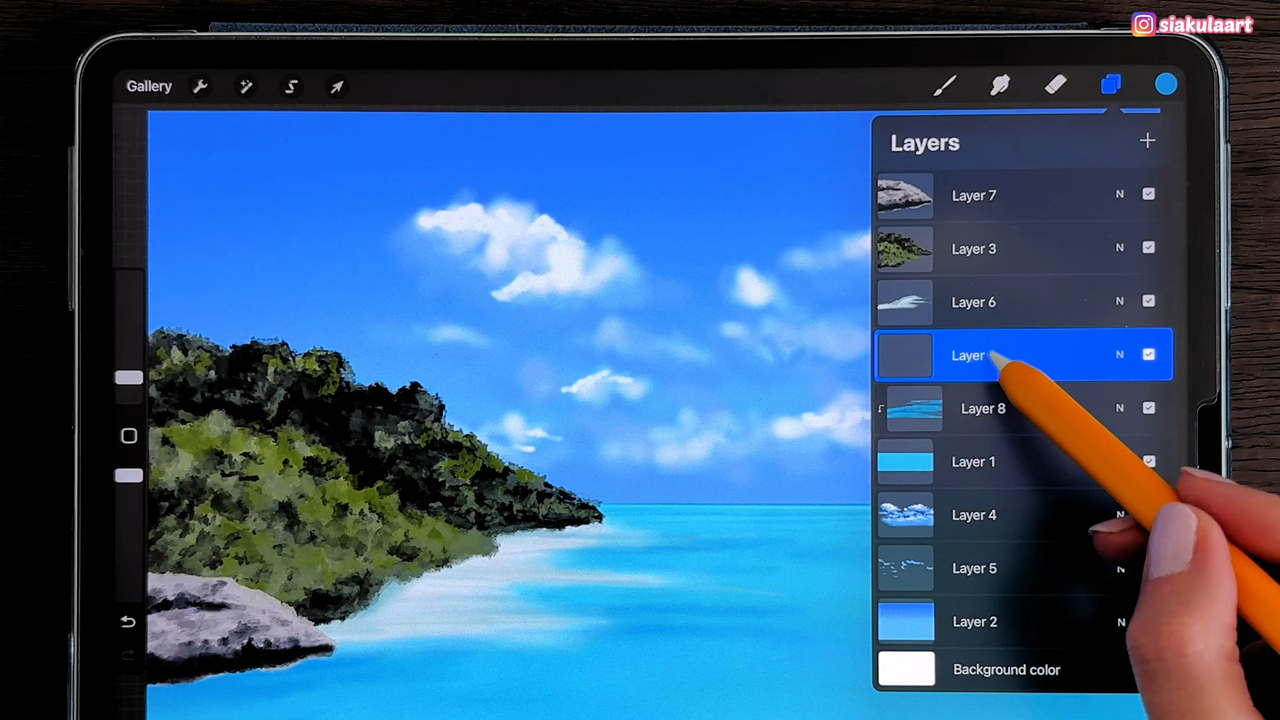 siakulaart
Gallery
Layers
Layer 7 N
Layer 3 N
Layer 6 N
Layer N
Layer 8 N
Layer 1
Layer 4 N
Layer 5 N
Layer 2 N
Background color